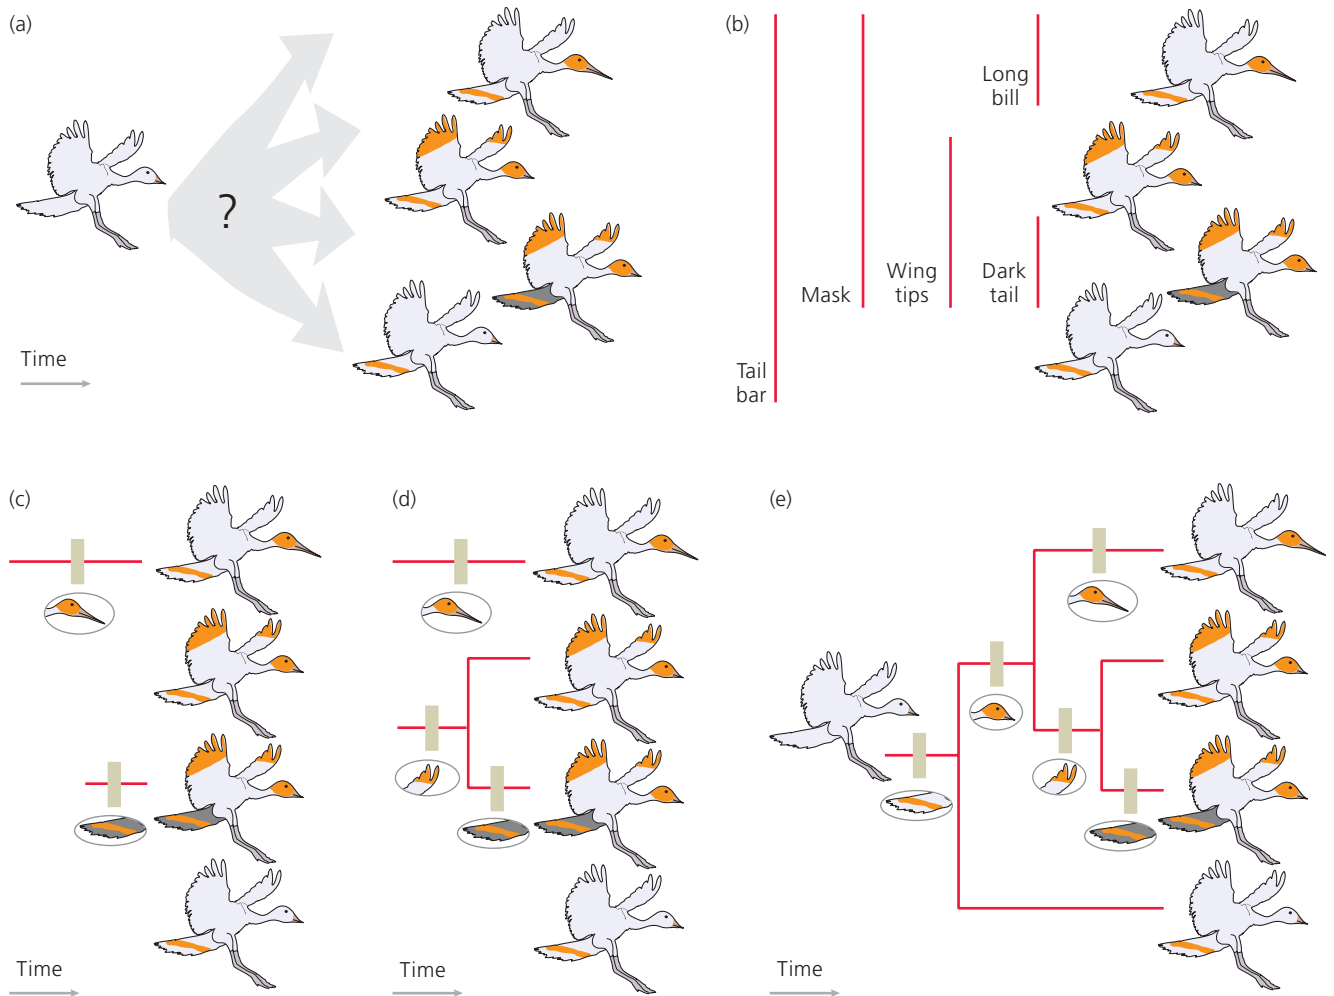 (a)
?
Time
(b)
Long
bill
Mask
Wing
tips
Dark
tail
Tail
bar
(c)
Time
(d)
Time
(e)
Time